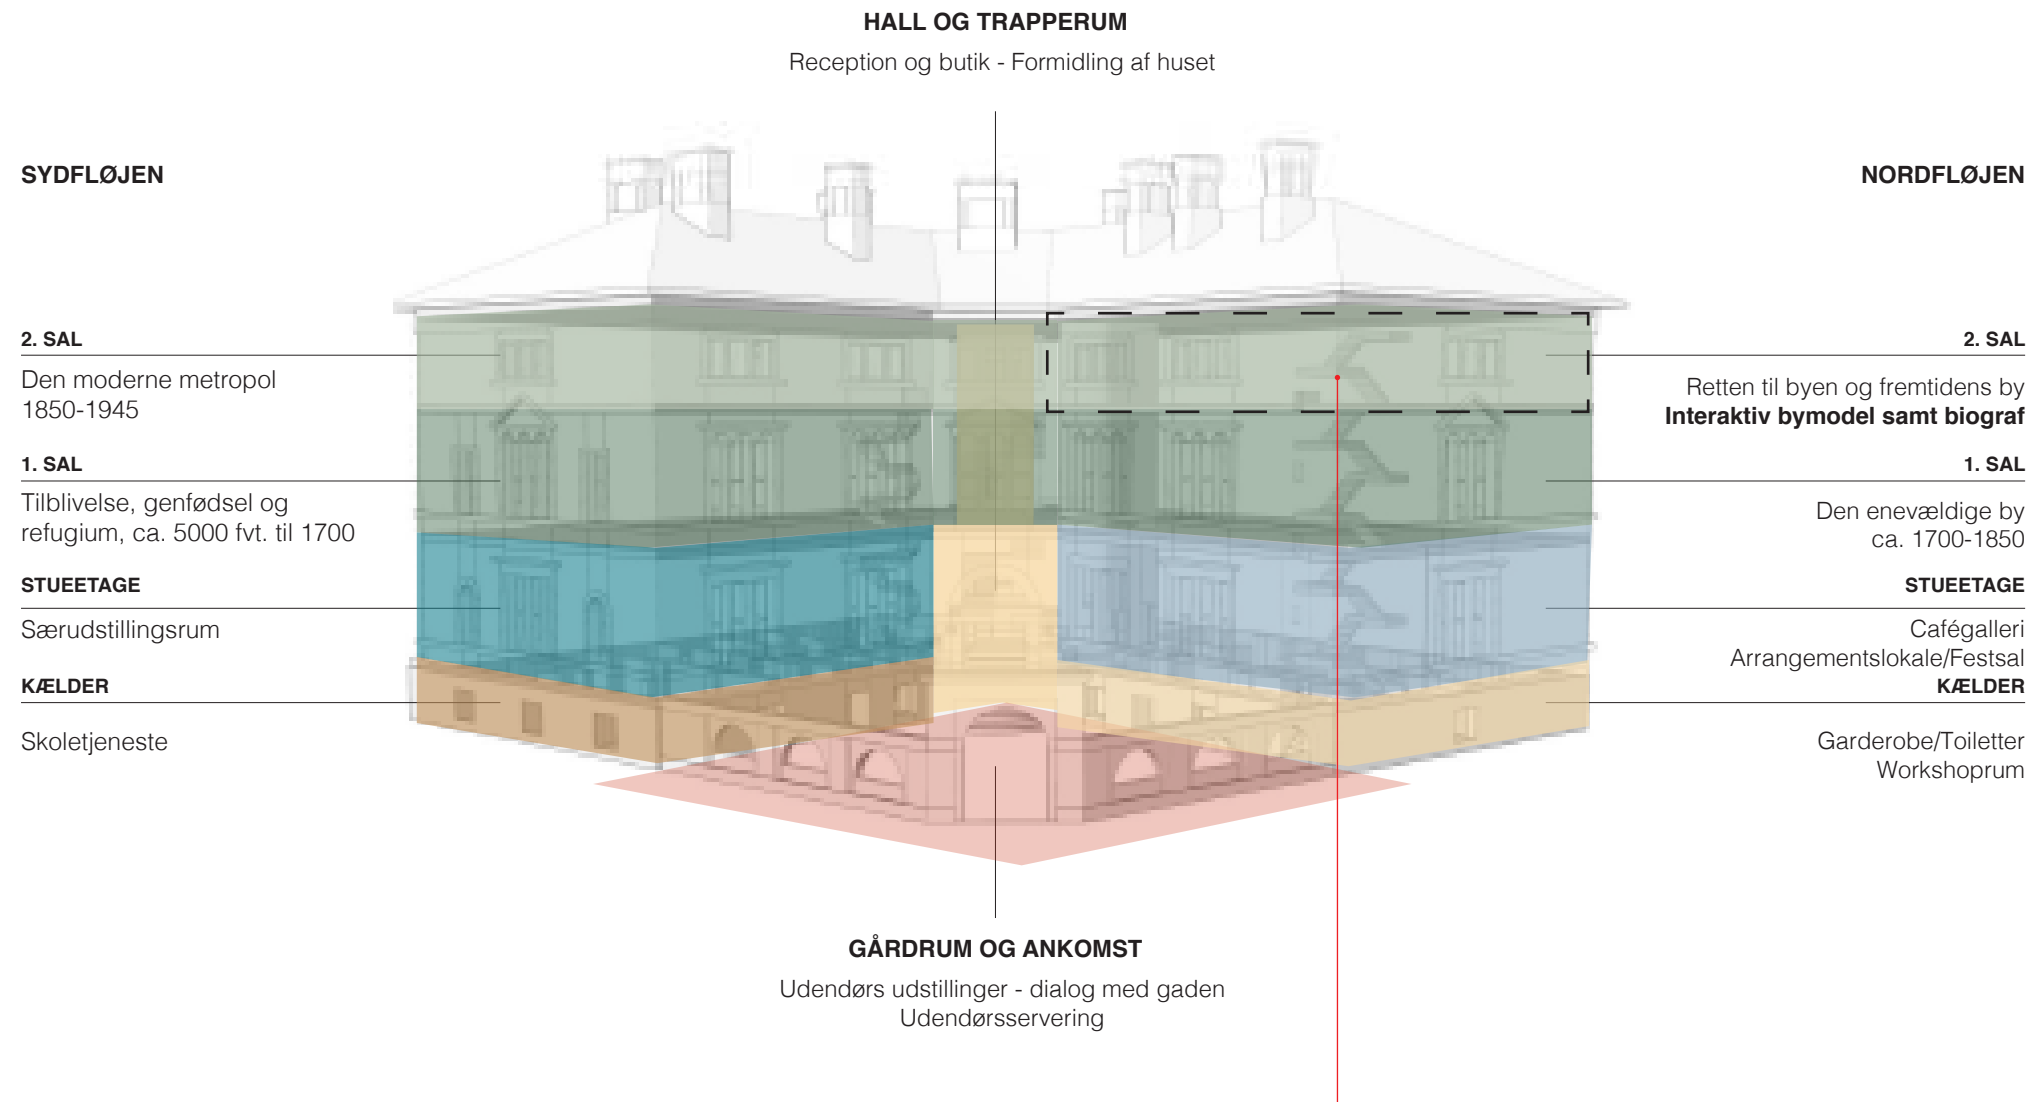 HALL OG TRAPPERUM
Reception og butik - Formidling af huset
SYDFLØJEN
2. SAL
Den moderne metropol
1850-1945
1. SAL
Tilblivelse, genfødsel og
refugium, ca. 5000 fvt. til 1700
STUEETAGE
Særudstillingsrum
KÆLDER
Skoletjeneste
NORDFLØJEN
2. SAL
Retten til byen og fremtidens by
Interaktiv bymodel samt biograf
1. SAL
Den enevældige by
ca. 1700-1850
STUEETAGE
Cafégalleri
Arrangementslokale/Festsal
KÆLDER
Garderobe/Toiletter
Workshoprum
GÅRDRUM OG ANKOMST
Udendørs udstillinger - dialog med gaden
Udendørsservering